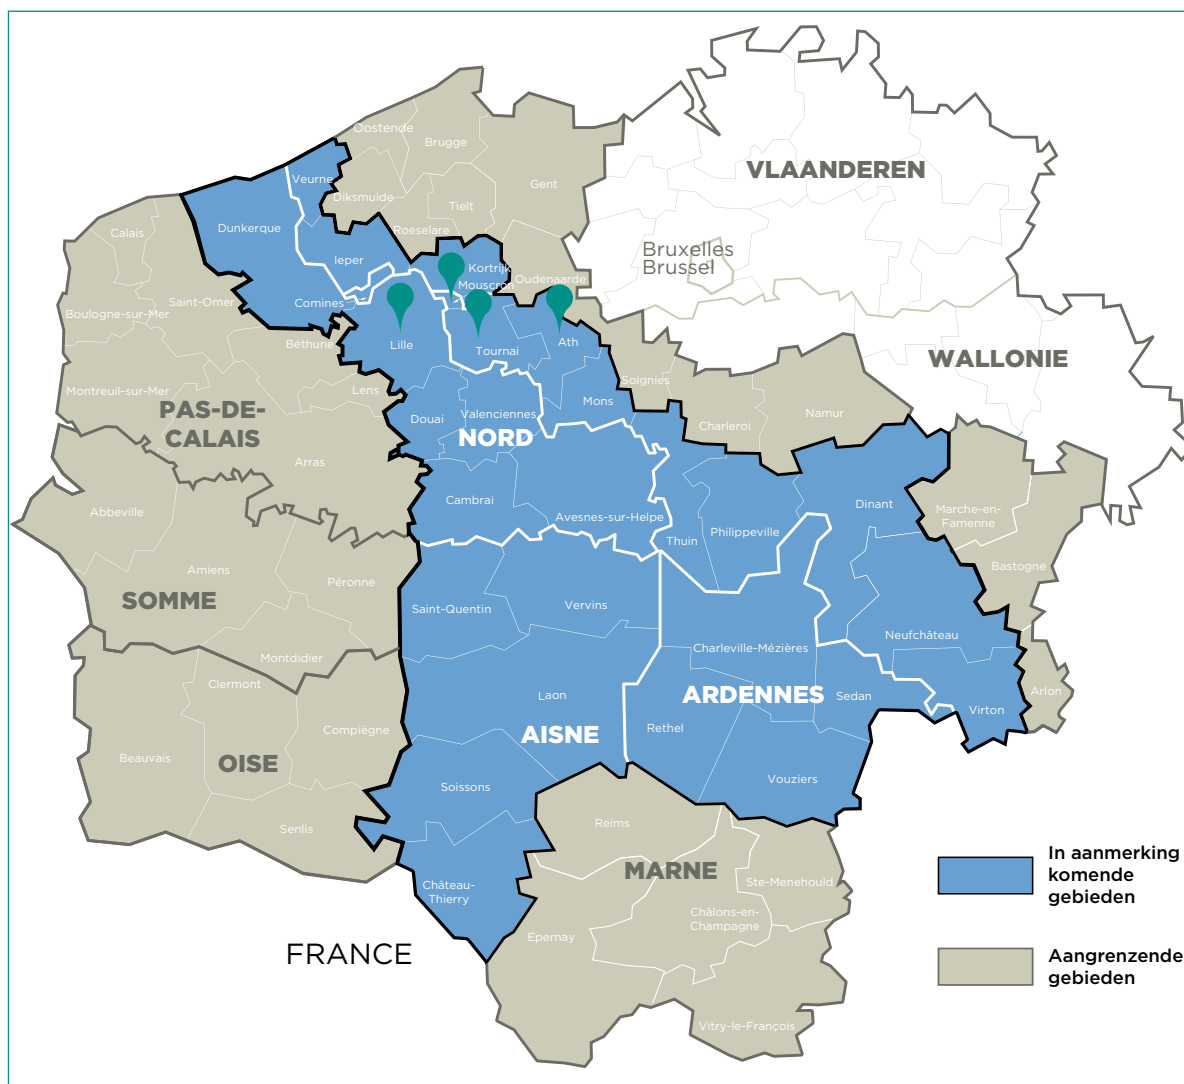 Oostende
Brugge
VLAANDEREN
Veurne
Gent
Diksmuide
Tielt
Dunkerque
Calais
Roeselare
Bruxelles
Brussel
Ieper
Kortrijk
Oudenaarde
Mouscron
Saint-Omer
Comines
Boulogne-sur-Mer
Béthune
Lille
Tournai
Ath
WALLONIE
Soignies
Montreuil-sur-Mer
Lens
Mons
Namur
PAS-DE-
CALAIS
Douai
Valenciennes
Charleroi
NORD
Arras
Cambrai
Dinant
Abbeville
Avesnes-sur-Helpe
Marche-en-
Famenne
Philippeville
Thuin
Bastogne
Amiens
Péronne
SOMME
Saint-Quentin
Vervins
Neufchâteau
Charleville-Mézières
Montdidier
Clermont
Laon
ARDENNES
Sedan
Arlon
Virton
Compiègne
Rethel
AISNE
Beauvais
OISE
Vouziers
Soissons
Senlis
Reims
MARNE
Ste-Menehould
Château-
Thierry
Châlons-en-
Champagne
Epernay
FRANCE
Vitry-le-François
In aanmerking
komende
gebieden
Aangrenzende
gebieden